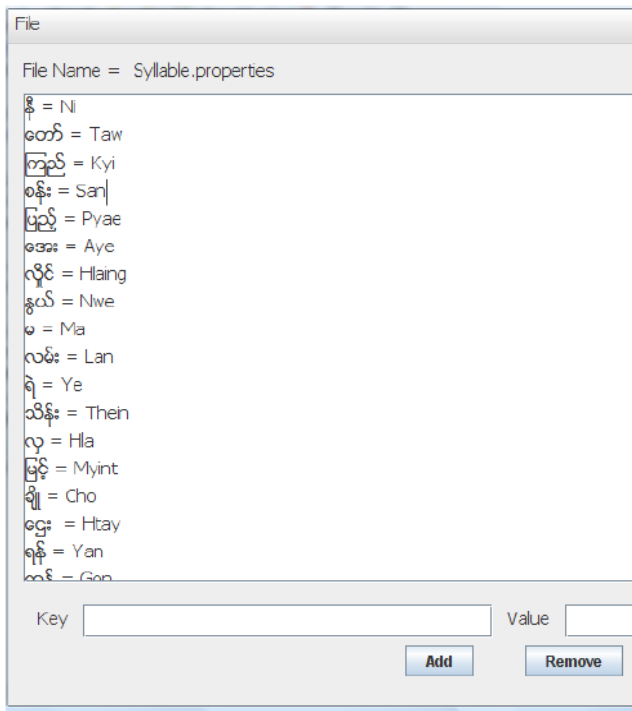 File
File Name = Syllable.properties
နီ = Ni
တော် = Taw
ကြည် = Kyi
စန်း = San
ပြည့် = Pyae
အေး = Aye
လှိုင် = Hlaing
နွယ် = Nwe
မ = Ma
လမ်း = Lan
ရဲ = Ye
သိန်း = Thein
လှ = Hla
မြင့် = Myint
ချို = Cho
ဌေး = Htay
ရန် = Yan
= Gon
Key Value
Add Remove